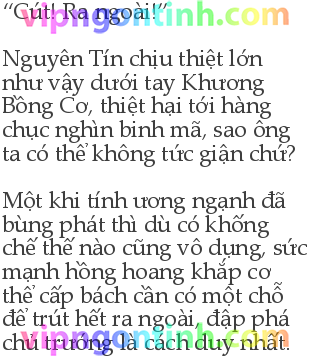 “Cút! Ra ngoài!”
vipngontinh.com
Nguyên Tín chịu thiệt lớn
như vậy dưới tay Khương
Bồng Cơ, thiệt hại tới hàng
chục nghìn binh mã, sao ông
ta có thể không tức giận chứ?
Một khi tính ương ngạnh đã
bùng phát thì dù có khống
chế thế nào cũng vô dụng, sức
mạnh hồng hoang khắp cơ
thể cấp bách cần có một chỗ
để trút hết ra ngoài, đập phá
chủ trướng là cách duy nhất.
vipngontinh.com